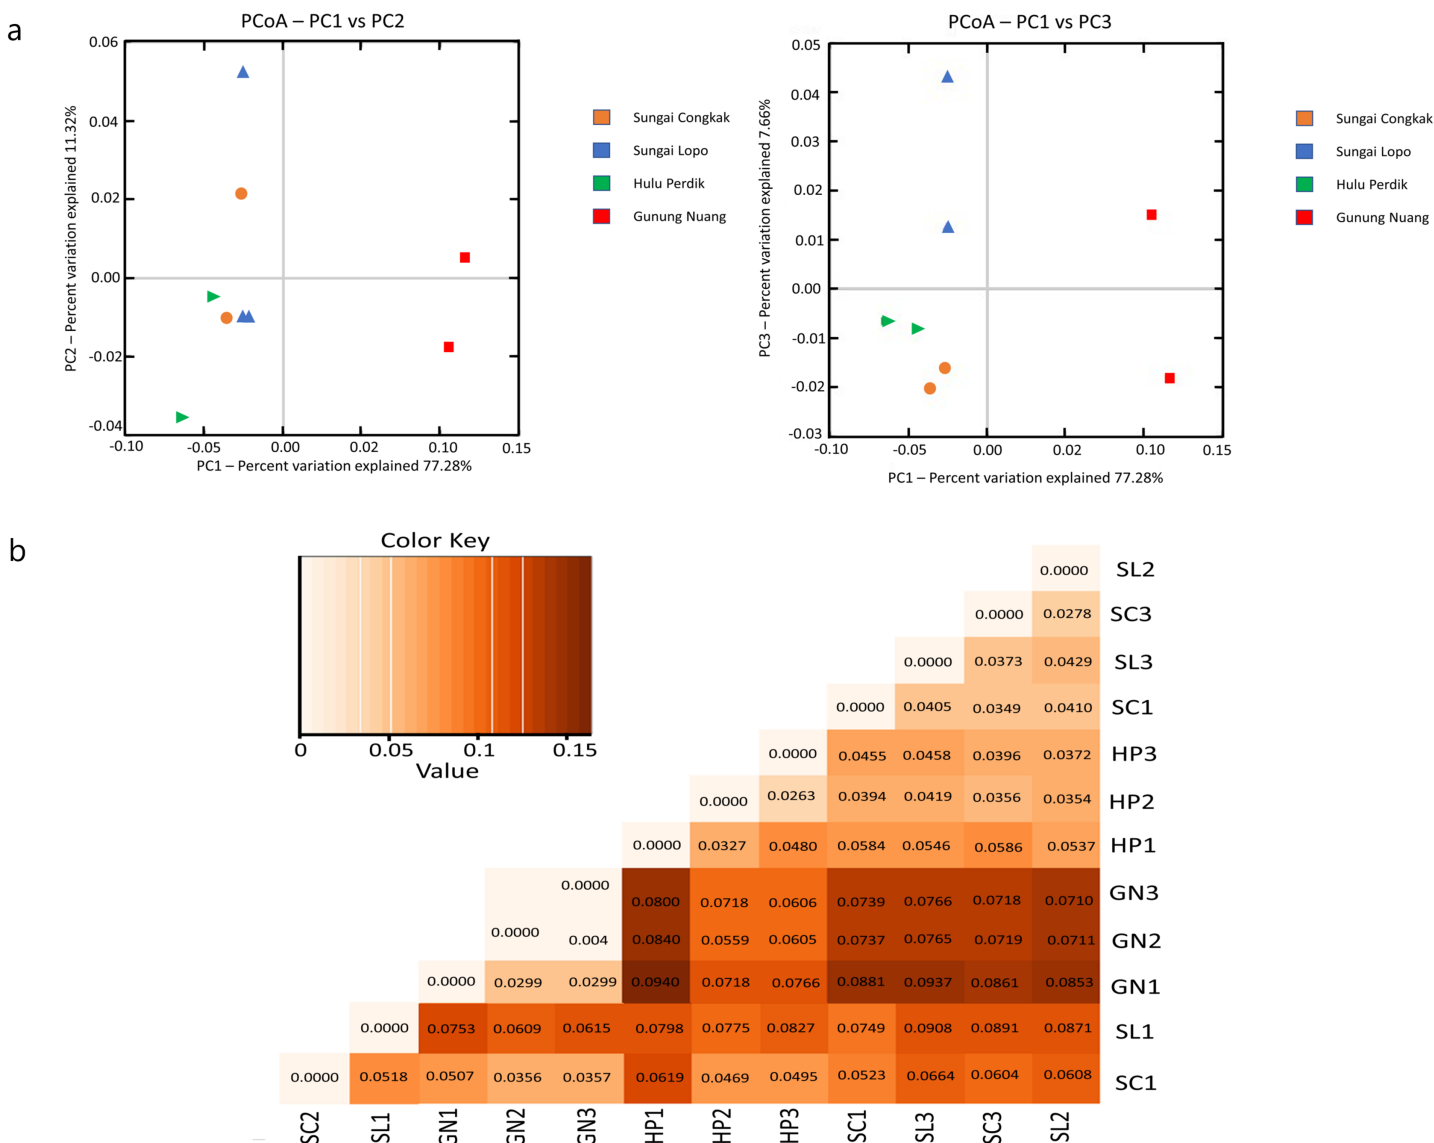 a
PCoA – PC1 vs PC2
0.06
0.04
0.02
0.00
-0.02
-0.04
-0.10 -0.05 0.00 0.02 0.10 0.15
PC2 – Percent variation explained 11.32%
PC1 – Percent variation explained 77.28%
Sungai Congkak
Sungai Lopo
Hulu Perdik
Gunung Nuang
PCoA – PC1 vs PC3
0.05
0.04
0.02
0.01
0.00
-0.01
-0.02
-0.03
-0.10 -0.05 0.00 0.02 0.10 0.15
PC3 – Percent variation explained 7.66%
PC1 – Percent variation explained 77.28%
Sungai Congkak
Sungai Lopo
Hulu Perdik
Gunung Nuang
b
Color Key
0 0.05 0.1 0.15
Value
0.0000 SL2
0.0000 0.0278 SC3
0.0000 0.0373 0.0429 SL3
0.0000 0.0405 0.0349 0.0410 SC1
0.0000 0.0455 0.0458 0.0396 0.0372 HP3
0.0000 0.0263 0.0394 0.0419 0.0356 0.0354 HP2
0.0000 0.0327 0.0480 0.0584 0.0546 0.0586 0.0537 HP1
0.0000 0.0800 0.0718 0.0606 0.0739 0.0766 0.0718 0.0710 GN3
0.0000 0.004 0.0840 0.0559 0.0605 0.0737 0.0765 0.0719 0.0711 GN2
0.0000 0.0299 0.0299 0.0940 0.0718 0.0766 0.0881 0.0937 0.0861 0.0853 GN1
0.0000 0.0753 0.0609 0.0615 0.0798 0.0775 0.0827 0.0749 0.0908 0.0891 0.0871 SL1
0.0000 0.0518 0.0507 0.0356 0.0357 0.0619 0.0469 0.0495 0.0523 0.0664 0.0604 0.0608 SC1
SC2 SL1 GN1 GN2 GN3 HP1 HP2 HP3 SC1 SL3 SC3 SL2